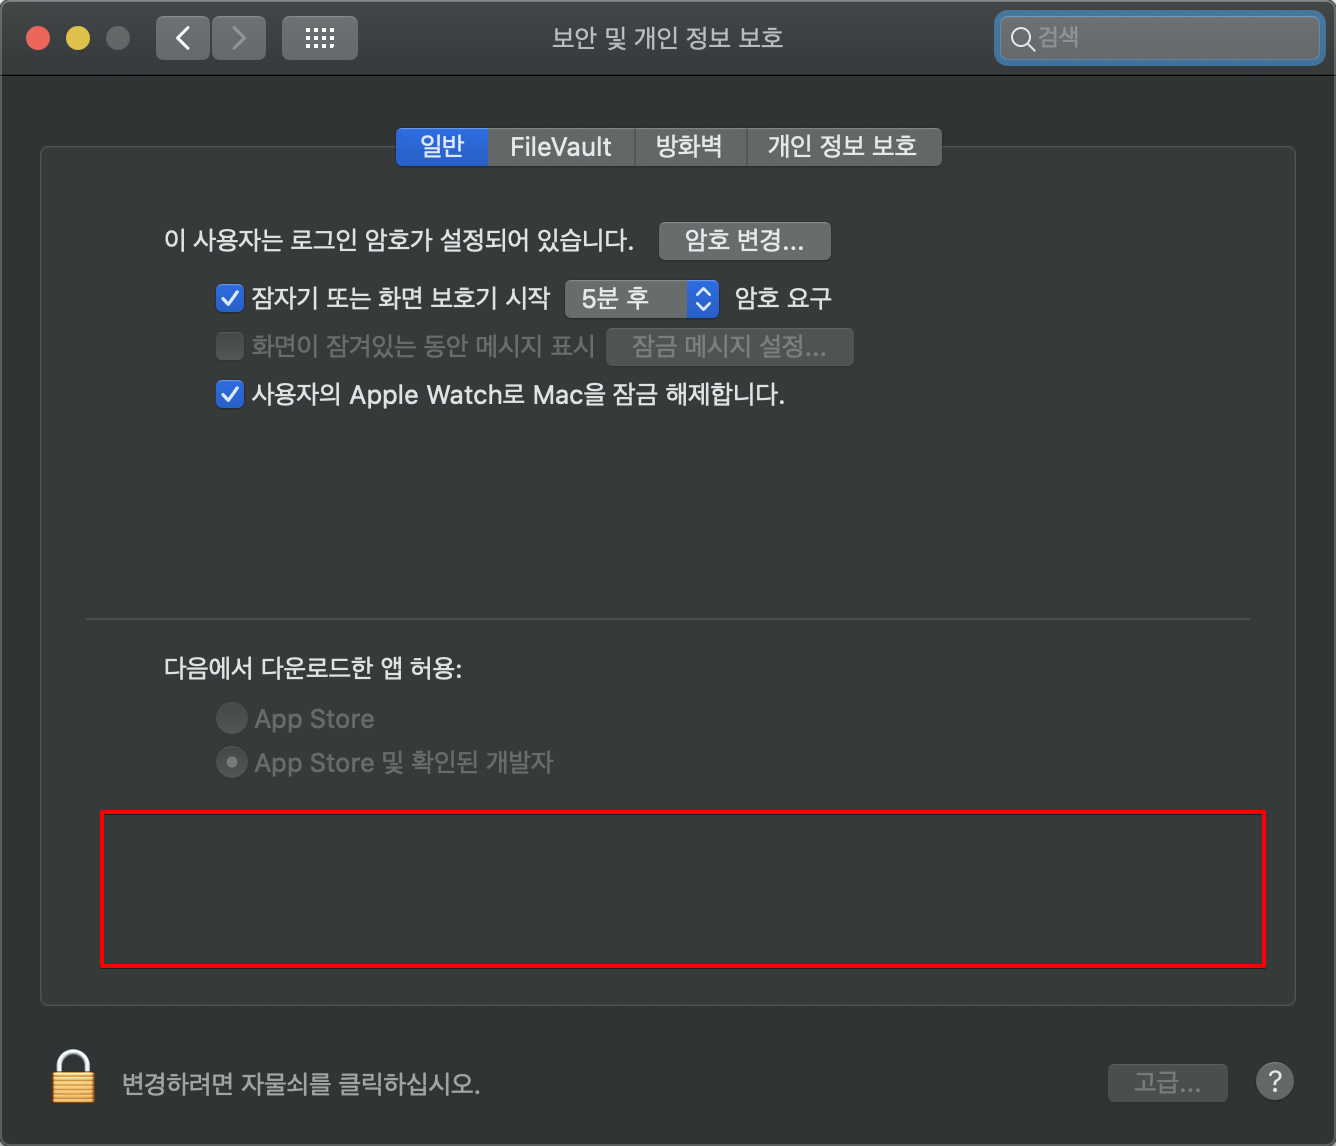 보안 및 개인 정보 보호
검색
일반 FileVault 방화벽 개인 정보 보호
이 사용자는 로그인 암호가 설정되어 있습니다. 암호 변경...
잠자기 또는 화면 보호기 시작 5분 후 암호 요구
화면이 잠겨있는 동안 메시지 표시 잠금 메시지 설정...
사용자의 Apple Watch로 Mac을 잠금 해제합니다.
다음에서 다운로드한 앱 허용:
App Store
App Store 및 확인된 개발자
변경하려면 자물쇠를 클릭하십시오.
고급... ?